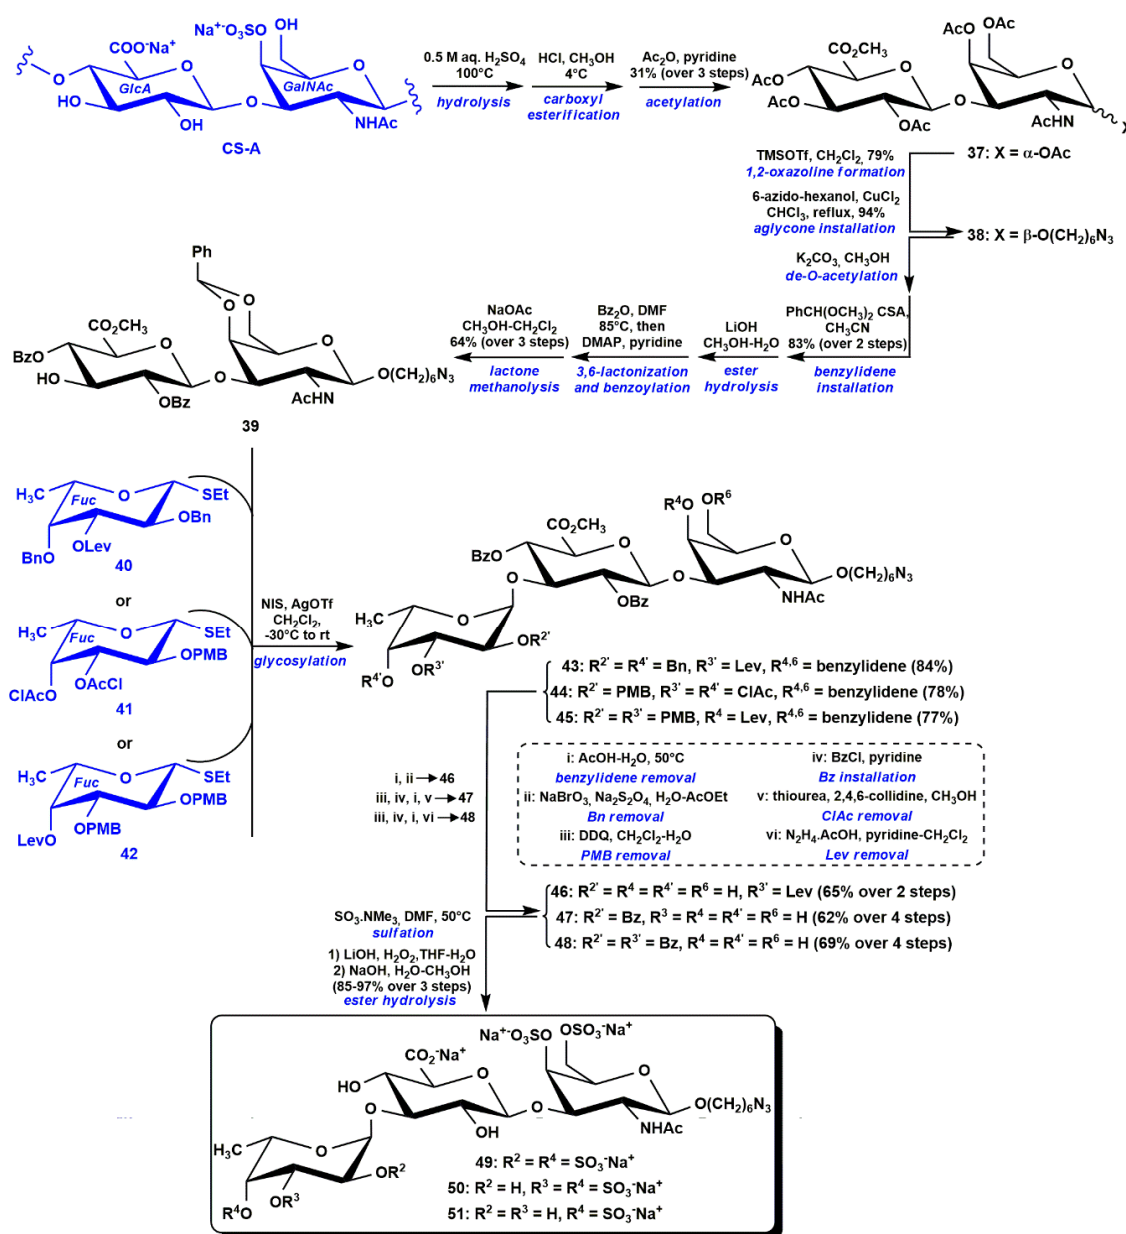 Na⁺⁻O₃SO
OH
COO⁻Na⁺
O
GlcA
O
GalNAc
O
HO
OH
O
NHAc
O
CS-A
0.5 M aq. H₂SO₄
100°C
hydrolysis
HCl, CH₃OH
4°C
carboxyl
esterification
Ac₂O, pyridine
31% (over 3 steps)
acetylation
AcO
OAc
CO₂CH₃
AcO
O
O
AcO
OAc
O
AcHN
X
37: X = α-OAc
TMSOTf, CH₂Cl₂, 79%
1,2-oxazoline formation
6-azido-hexanol, CuCl₂
CHCl₃, reflux, 94%
aglycone installation
38: X = β-O(CH₂)₆N₃
K₂CO₃, CH₃OH
de-O-acetylation
PhCH(OCH₃)₂ CSA,
CH₃CN
83% (over 2 steps)
benzylidene
installation
LiOH
CH₃OH-H₂O
ester
hydrolysis
Bz₂O, DMF
85°C, then
DMAP, pyridine
3,6-lactonization
and benzoylation
NaOAc
CH₃OH-CH₂Cl₂
64% (over 3 steps)
lactone
methanolysis
Ph
O
O
CO₂CH₃
BzO
O
O
HO
OBz
O
AcHN
O(CH₂)₆N₃
39
H₃C
O
Fuc
SEt
OBn
BnO
OLev
40
or
H₃C
O
Fuc
SEt
OPMB
ClAcO
OAcCl
41
or
H₃C
O
Fuc
SEt
OPMB
LevO
OPMB
42
NIS, AgOTf
CH₂Cl₂,
-30°C to rt
glycosylation
R⁴O
OR⁶
CO₂CH₃
BzO
O
O
O
OBz
O
NHAc
O(CH₂)₆N₃
H₃C
O
OR²'
OR³'
R⁴'O
43: R²' = R⁴' = Bn, R³' = Lev, R⁴,⁶ = benzylidene (84%)
44: R²' = PMB, R³' = R⁴' = ClAc, R⁴,⁶ = benzylidene (78%)
45: R²' = R³' = PMB, R⁴ = Lev, R⁴,⁶ = benzylidene (77%)
i, ii → 46
iii, iv, i, v → 47
iii, iv, i, vi → 48
i: AcOH-H₂O, 50°C
benzylidene removal
ii: NaBrO₃, Na₂S₂O₄, H₂O-AcOEt
Bn removal
iii: DDQ, CH₂Cl₂-H₂O
PMB removal
iv: BzCl, pyridine
Bz installation
v: thiourea, 2,4,6-collidine, CH₃OH
ClAc removal
vi: N₂H₄.AcOH, pyridine-CH₂Cl₂
Lev removal
46: R²' = R⁴ = R⁴' = R⁶ = H, R³' = Lev (65% over 2 steps)
47: R²' = Bz, R³ = R⁴ = R⁴' = R⁶ = H (62% over 4 steps)
48: R²' = R³' = Bz, R⁴ = R⁴' = R⁶ = H (69% over 4 steps)
SO₃.NMe₃, DMF, 50°C
sulfation
1) LiOH, H₂O₂,THF-H₂O
2) NaOH, H₂O-CH₃OH
(85-97% over 3 steps)
ester hydrolysis
Na⁺⁻O₃SO
OSO₃⁻Na⁺
CO₂⁻Na⁺
HO
O
O
O
OH
O
NHAc
O(CH₂)₆N₃
H₃C
O
OR²
OR³
R⁴O
49: R² = R⁴ = SO₃⁻Na⁺
50: R² = H, R³ = R⁴ = SO₃⁻Na⁺
51: R² = R³ = H, R⁴ = SO₃⁻Na⁺